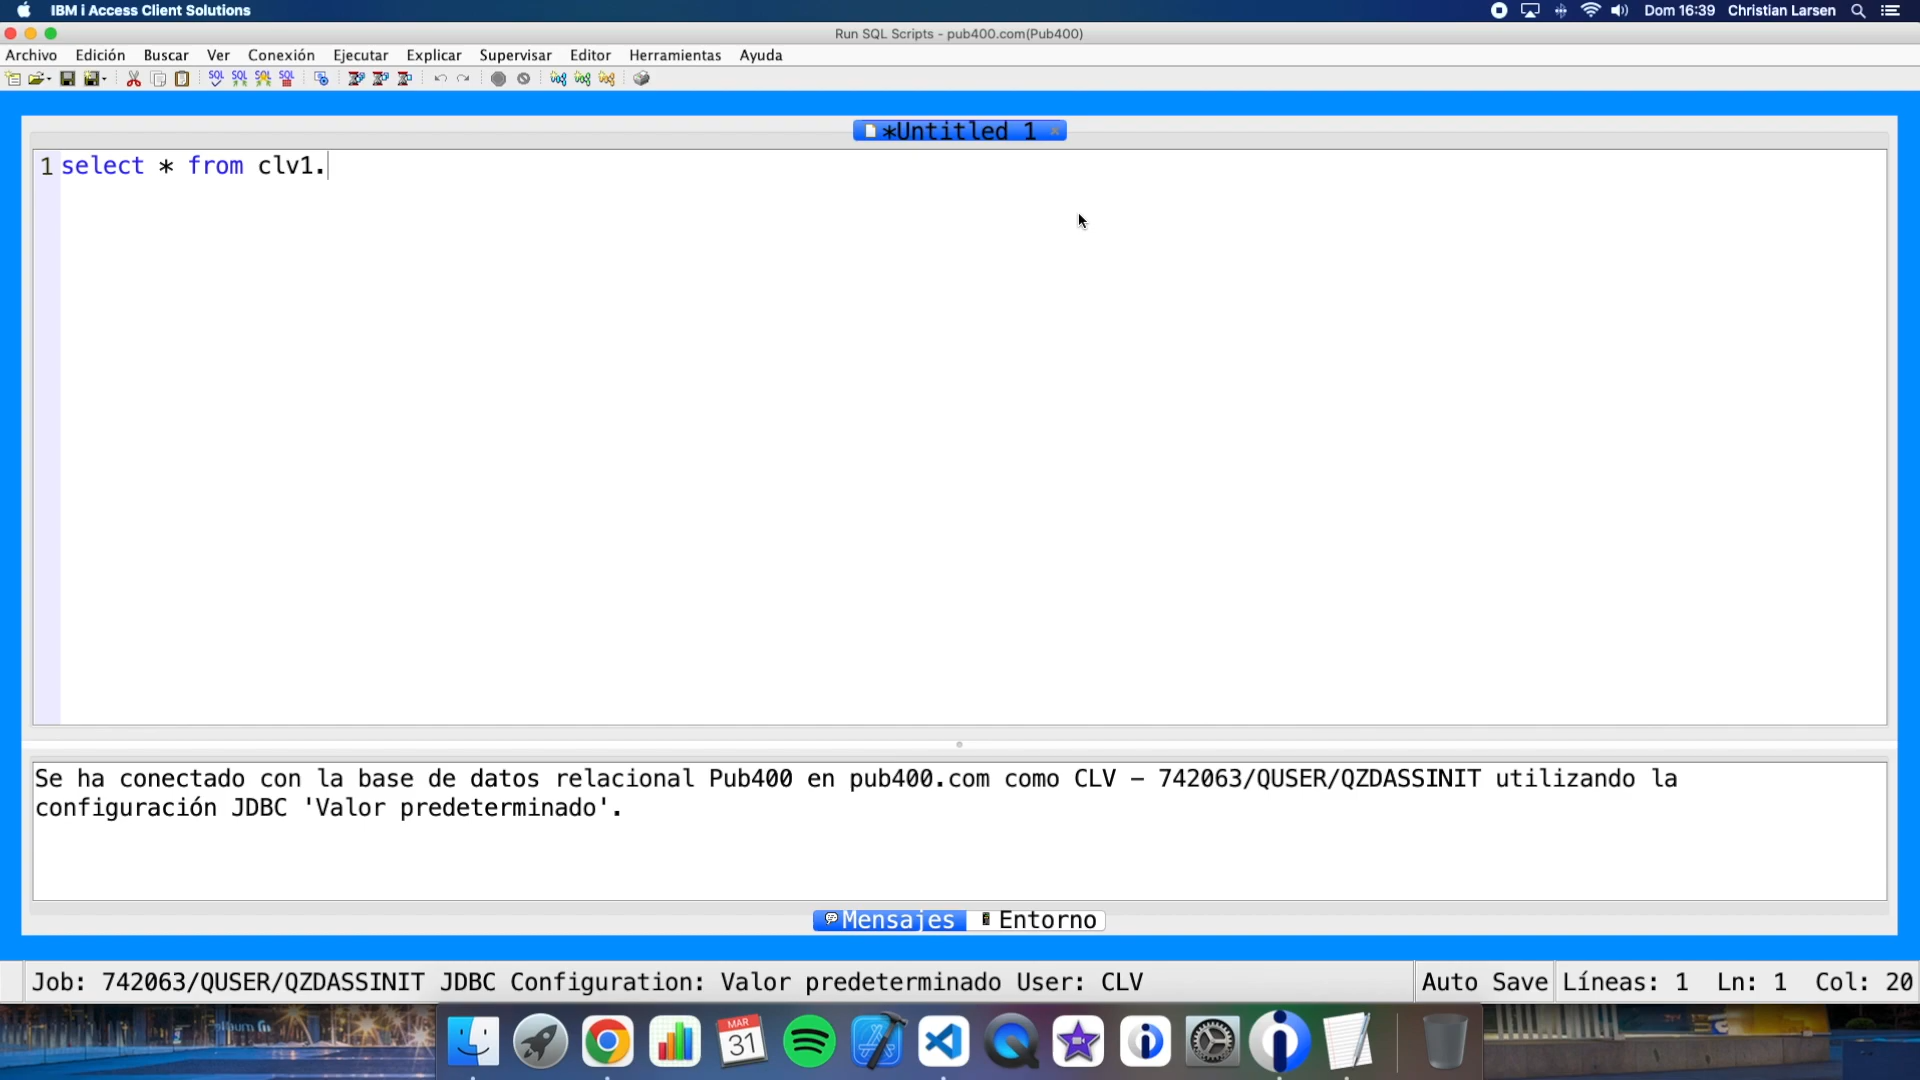 IBM i Access Client Solutions
Dom 16:39 Christian Larsen
Run SQL Scripts - pub400.com(Pub400)
Archivo Edición Buscar Ver Conexión Ejecutar Explicar Supervisar Editor Herramientas Ayuda
SQL SQL SQL SQL
*Untitled 1
1 select * from clv1.
Se ha conectado con la base de datos relacional Pub400 en pub400.com como CLV – 742063/QUSER/QZDASSINIT utilizando la
configuración JDBC 'Valor predeterminado'.
Mensajes Entorno
Job: 742063/QUSER/QZDASSINIT JDBC Configuration: Valor predeterminado User: CLV Auto Save Líneas: 1 Ln: 1 Col: 20
MAR
31